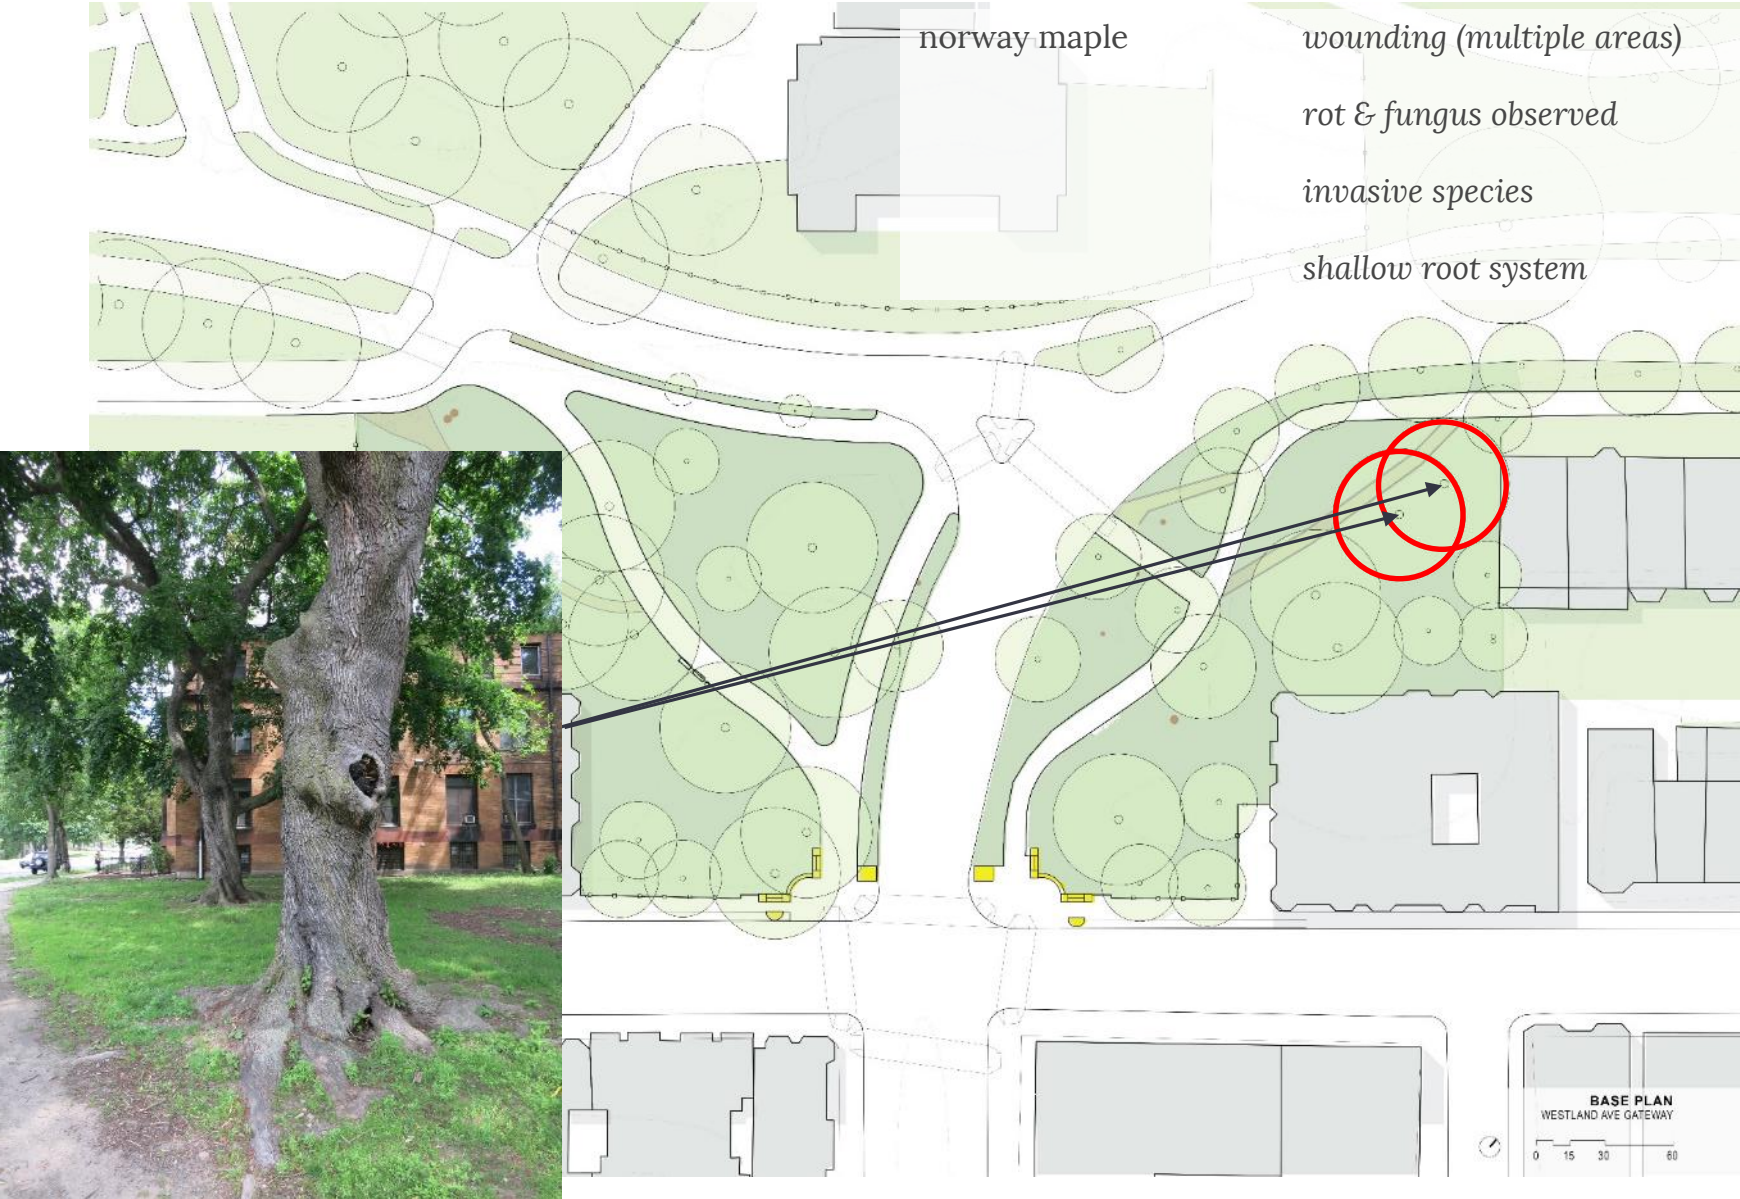 norway maple
wounding (multiple areas)
rot & fungus observed
invasive species
shallow root system
BASE PLAN
WESTLAND AVE GATEWAY
0 15 30 60